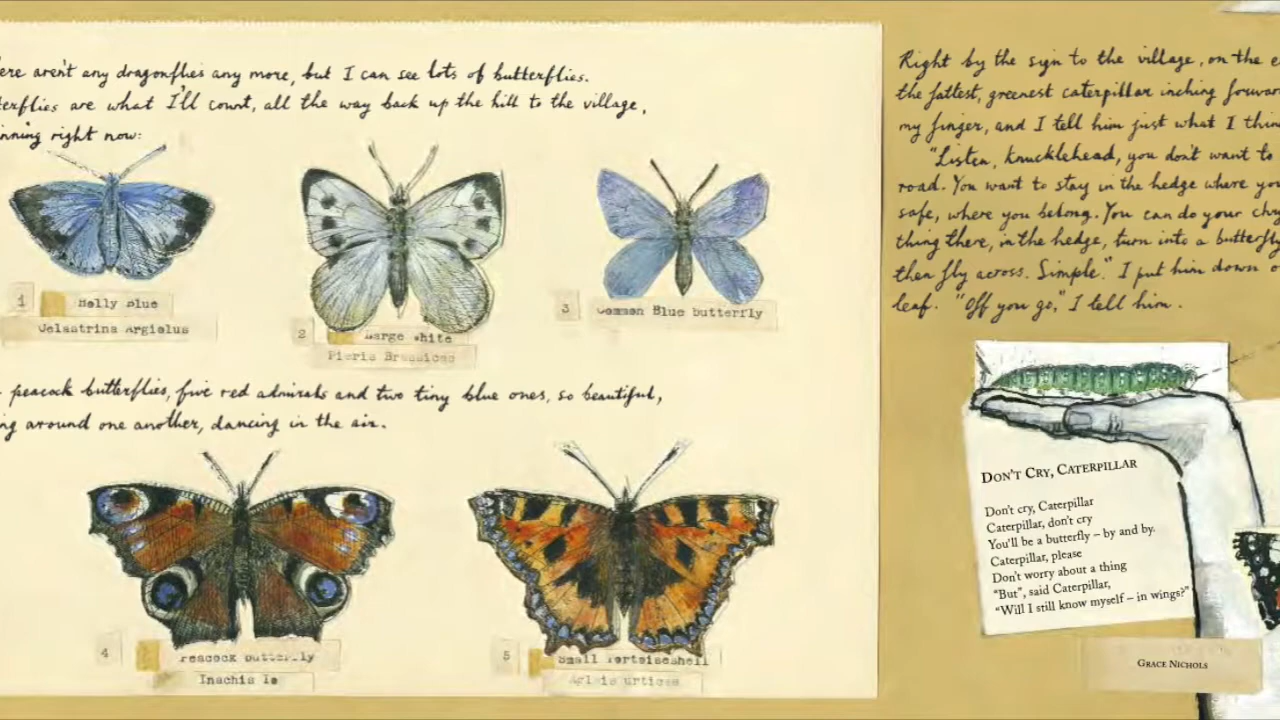 ere aren't any dragonflies any more, but I can see lots of butterflies.
terflies are what I'll count, all the way back up the hill to the village,
nning right now:
1
Holly Blue
Celastrina Argiolus
2
Large White
Pieris Brassicae
3
Common Blue butterfly
peacock butterflies, five red admirals and two tiny blue ones, so beautiful,
ng around one another, dancing in the air.
4
Peacock butterfly
Inachis Io
5
Small Tortoiseshell
Aglais urticae
Right by the sign to the village, on the e
the fattest, greenest caterpillar inching forwar
my finger, and I tell him just what I thin
"Listen, knucklehead, you don't want to
road. You want to stay in the hedge where you
safe, where you belong. You can do your chry
thing there, in the hedge, turn into a butterfly
then fly across. Simple." I put him down o
leaf. "Off you go," I tell him.
DON'T CRY, CATERPILLAR
Don't cry, Caterpillar
Caterpillar, don't cry
You'll be a butterfly – by and by.
Caterpillar, please
Don't worry about a thing
"But", said Caterpillar,
"Will I still know myself – in wings?"
GRACE NICHOLS